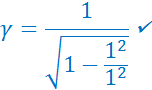 γ = 1 / √(1 − 1²/1²) ✓